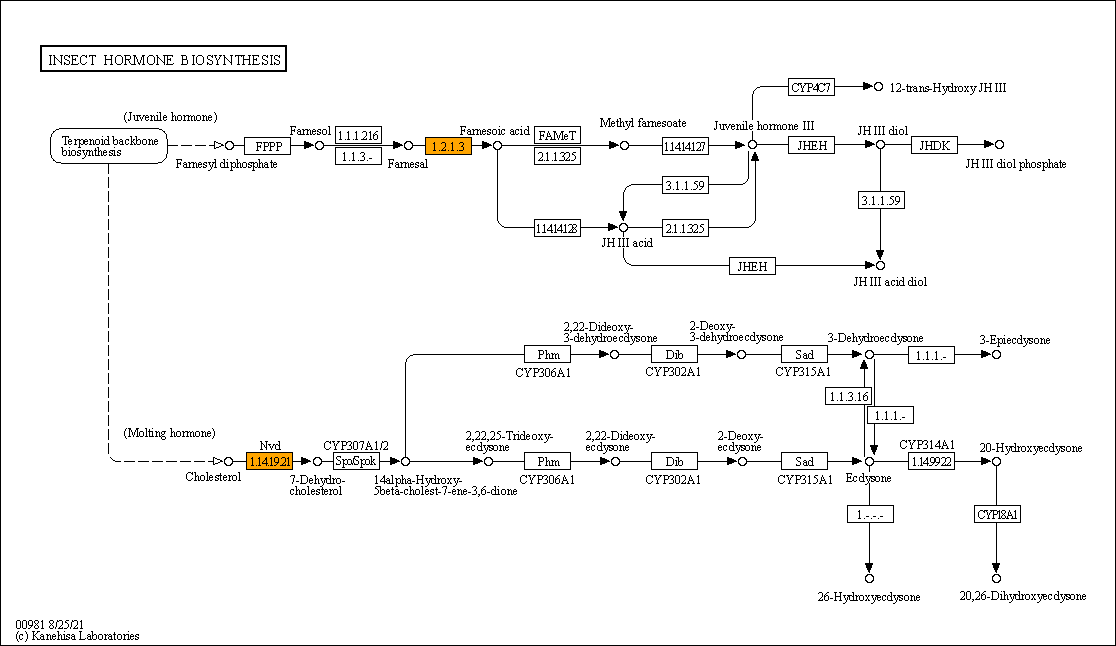 INSECT HORMONE BIOSYNTHESIS
CYP4C7
12-trans-Hydroxy JH III
(Juvenile hormone)
Terpenoid backbone
biosynthesis
Farnesyl diphosphate
FPPP
Farnesol
1.1.1.216
1.1.3.-
Farnesal
1.2.1.3
Farnesoic acid
FAMeT
2.1.1.325
Methyl farnesoate
1.14.14.127
Juvenile hormone III
JHEH
JH III diol
JHDK
JH III diol phosphate
3.1.1.59
3.1.1.59
1.14.14.128
JH III acid
2.1.1.325
JHEH
JH III acid diol
2,22-Dideoxy-
3-dehydroecdysone
2-Deoxy-
3-dehydroecdysone
3-Dehydroecdysone
3-Epiecdysone
Phm
CYP306A1
Dib
CYP302A1
Sad
CYP315A1
1.1.1.-
1.1.3.16
1.1.1.-
(Molting hormone)
Cholesterol
Nvd
1.14.19.21
7-Dehydro-
cholesterol
CYP307A1/2
Spo/Spok
14alpha-Hydroxy-
5beta-cholest-7-ene-3,6-dione
2,22,25-Trideoxy-
ecdysone
Phm
CYP306A1
2,22-Dideoxy-
ecdysone
Dib
CYP302A1
2-Deoxy-
ecdysone
Sad
CYP315A1
Ecdysone
CYP314A1
1.14.99.22
20-Hydroxyecdysone
1.-.-.-
CYP18A1
26-Hydroxyecdysone
20,26-Dihydroxyecdysone
00981 8/25/21
(c) Kanehisa Laboratories